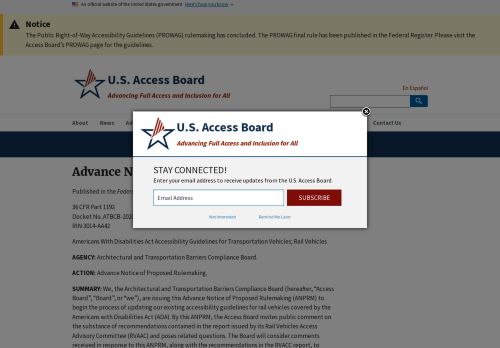 An official website of the United States government Here's how you know
Notice
The Public Right-of-Way Accessibility Guidelines (PROWAG) rulemaking has concluded. The PROWAG final rule has been published in the Federal Register. Please visit the
Access Board's PROWAG page for the guidelines.
U.S. Access Board
Advancing Full Access and Inclusion for All
En Español
About News Contact Us
U.S. Access Board
Advancing Full Access and Inclusion for All
STAY CONNECTED!
Enter your email address to receive updates from the U.S. Access Board.
Email Address SUBSCRIBE
Not Interested Remind Me Later
Advance N
Published in the Federal
36 CFR Part 1192
Docket No. ATBCB-202
RIN 3014-AA42
Americans With Disabilities Act Accessibility Guidelines for Transportation Vehicles; Rail Vehicles
AGENCY: Architectural and Transportation Barriers Compliance Board.
ACTION: Advance Notice of Proposed Rulemaking.
SUMMARY: We, the Architectural and Transportation Barriers Compliance Board (hereafter, "Access
Board", "Board", or "we"), are issuing this Advance Notice of Proposed Rulemaking (ANPRM) to
begin the process of updating our existing accessibility guidelines for rail vehicles covered by the
Americans with Disabilities Act (ADA). By this ANPRM, the Access Board invites public comment
on the substance of recommendations contained in the report issued by its Rail Vehicles Access
Advisory Committee (RVAAC) and poses related questions. The Board will consider comments
received in response to this ANPRM, along with the recommendations in the RVACC report, to